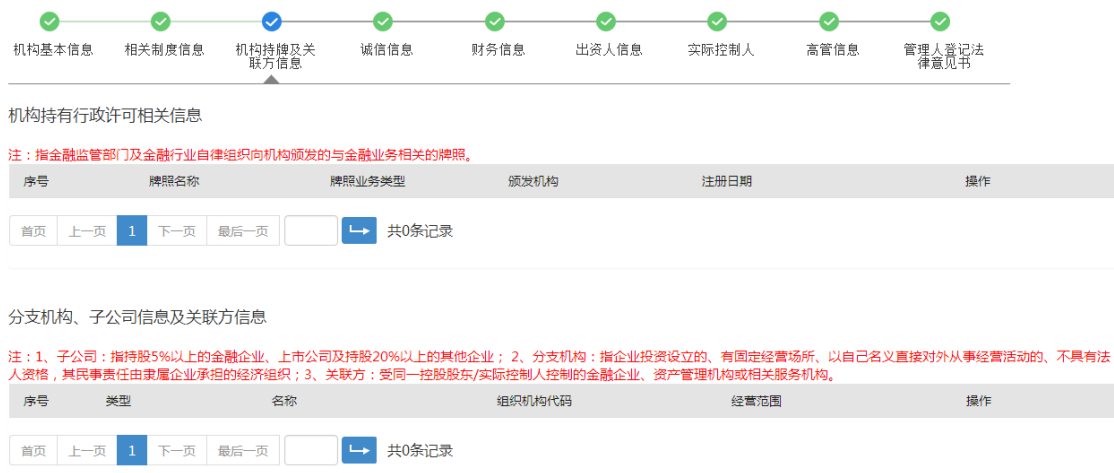 机构基本信息 相关制度信息 机构持牌及关 诚信信息 财务信息 出资人信息 实际控制人 高管信息 管理人登记法
联方信息 律意见书
机构持有行政许可相关信息
注：指金融监管部门及金融行业自律组织向机构颁发的与金融业务相关的牌照。
序号 牌照名称 牌照业务类型 颁发机构 注册日期 操作
首页 上一页 1 下一页 最后一页 共0条记录
分支机构、子公司信息及关联方信息
注：1、子公司：指持股5%以上的金融企业、上市公司及持股20%以上的其他企业； 2、分支机构：指企业投资设立的、有固定经营场所、以自己名义直接对外从事经营活动的、不具有法
人资格，其民事责任由隶属企业承担的经济组织；3、关联方：受同一控股股东/实际控制人控制的金融企业、资产管理机构或相关服务机构。
序号 类型 名称 组织机构代码 经营范围 操作
首页 上一页 1 下一页 最后一页 共0条记录